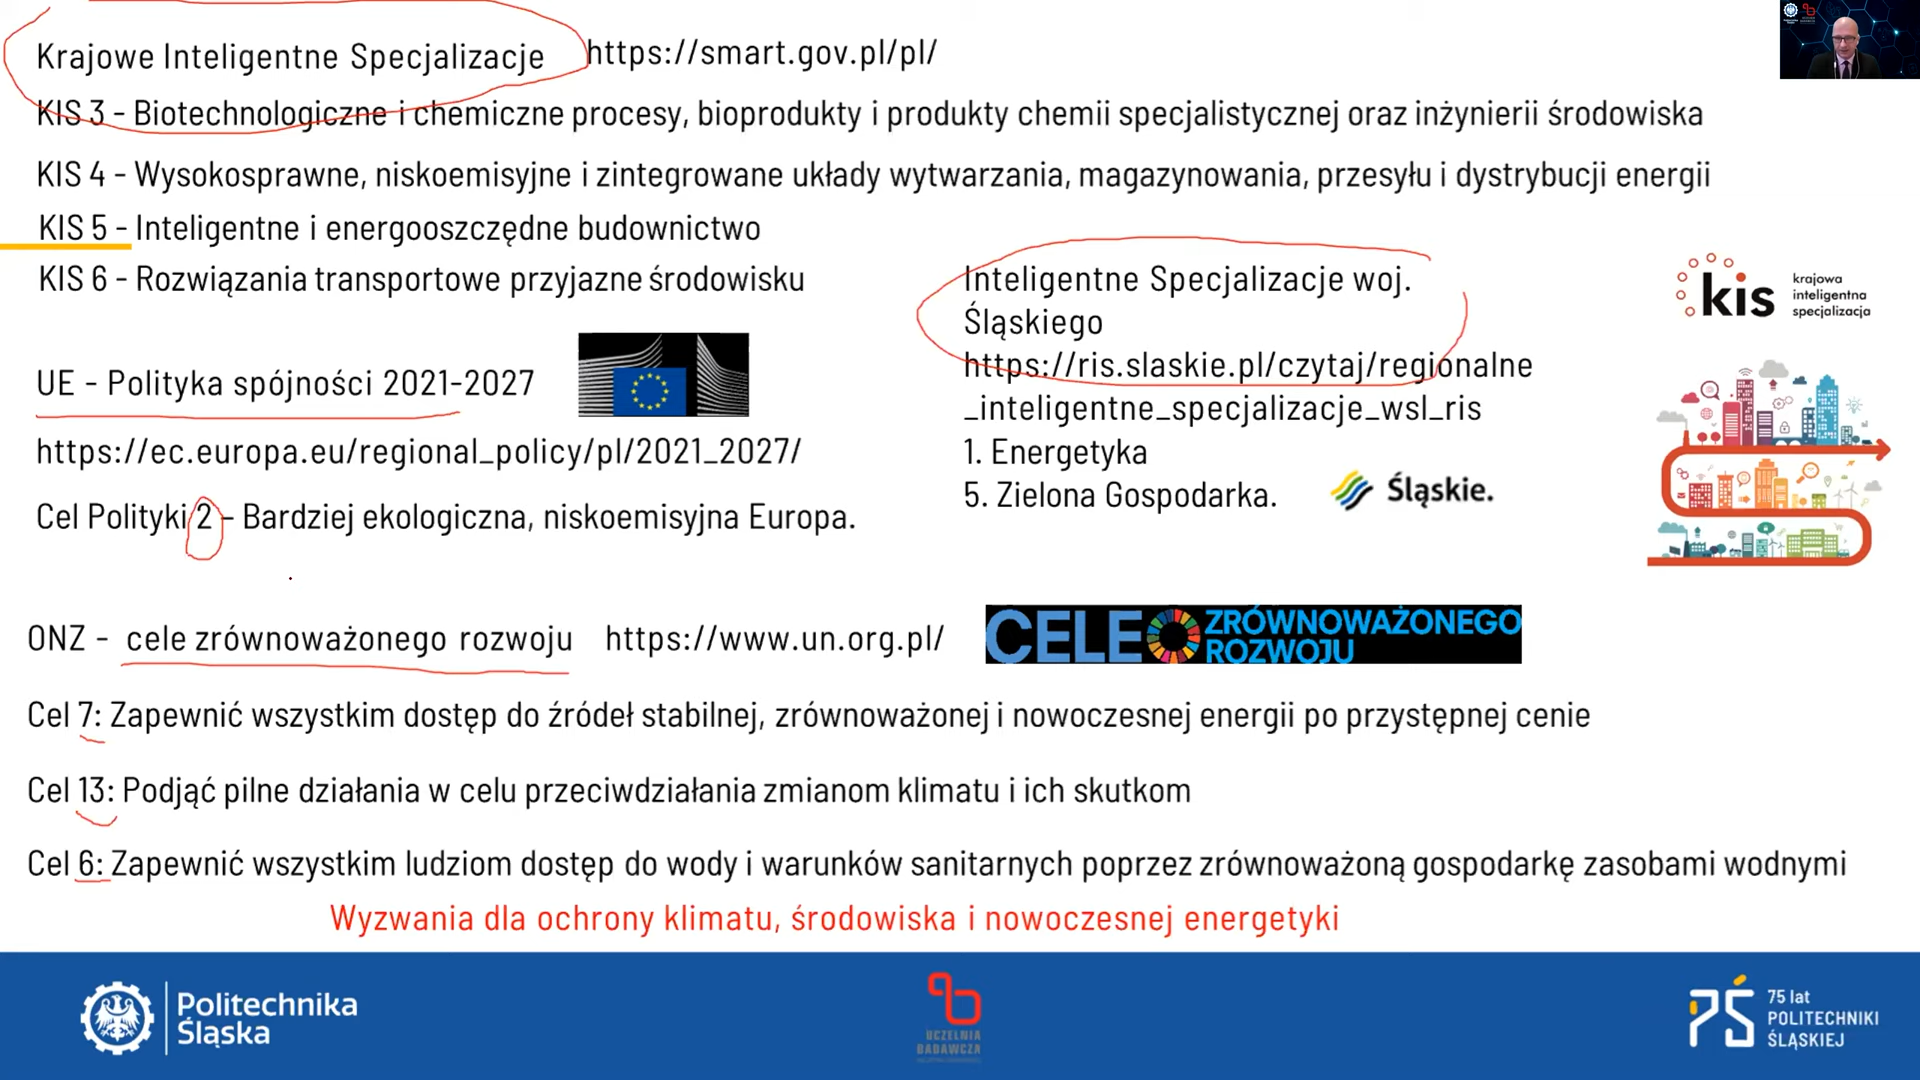 Krajowe Inteligentne Specjalizacje https://smart.gov.pl/pl/
KIS 3 - Biotechnologiczne i chemiczne procesy, bioprodukty i produkty chemii specjalistycznej oraz inżynierii środowiska
KIS 4 - Wysokosprawne, niskoemisyjne i zintegrowane układy wytwarzania, magazynowania, przesyłu i dystrybucji energii
KIS 5 - Inteligentne i energooszczędne budownictwo
KIS 6 - Rozwiązania transportowe przyjazne środowisku
Inteligentne Specjalizacje woj.
Śląskiego
https://ris.slaskie.pl/czytaj/regionalne
_inteligentne_specjalizacje_wsl_ris
1. Energetyka
5. Zielona Gospodarka.
Śląskie.
kis
krajowa
inteligentna
specjalizacja
UE - Polityka spójności 2021-2027
https://ec.europa.eu/regional_policy/pl/2021_2027/
Cel Polityki 2 - Bardziej ekologiczna, niskoemisyjna Europa.
ONZ - cele zrównoważonego rozwoju https://www.un.org.pl/
CELE ZRÓWNOWAŻONEGO
ROZWOJU
Cel 7: Zapewnić wszystkim dostęp do źródeł stabilnej, zrównoważonej i nowoczesnej energii po przystępnej cenie
Cel 13: Podjąć pilne działania w celu przeciwdziałania zmianom klimatu i ich skutkom
Cel 6: Zapewnić wszystkim ludziom dostęp do wody i warunków sanitarnych poprzez zrównoważoną gospodarkę zasobami wodnymi
Wyzwania dla ochrony klimatu, środowiska i nowoczesnej energetyki
Politechnika
Śląska
UCZELNIA
BADAWCZA
75 lat
POLITECHNIKI
ŚLĄSKIEJ